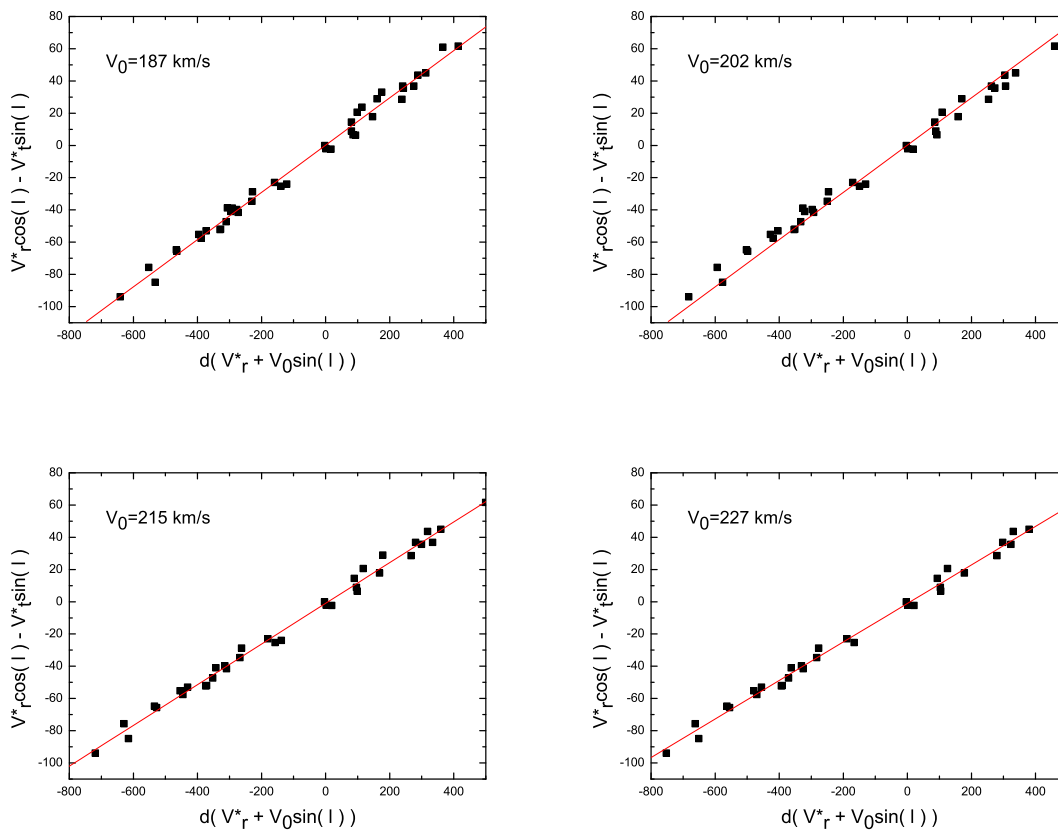 V0=187 km/s
60
40
20
0
-20
-40
-60
-80
-100
80
V*rcos( l ) - V*tsin( l )
-800 -600 -400 -200 0 200 400
d( V*r + V0sin( l ) )
V0=202 km/s
80
60
40
20
0
-20
-40
-60
-80
-100
V*rcos( l ) - V*tsin( l )
-800 -600 -400 -200 0 200 400
d( V*r + V0sin( l ) )
V0=215 km/s
80
60
40
20
0
-20
-40
-60
-80
-100
V*rcos( l ) - V*tsin( l )
-800 -600 -400 -200 0 200 400
d( V*r + V0sin( l ) )
V0=227 km/s
80
60
40
20
0
-20
-40
-60
-80
-100
V*rcos( l ) - V*tsin( l )
-800 -600 -400 -200 0 200 400
d( V*r + V0sin( l ) )